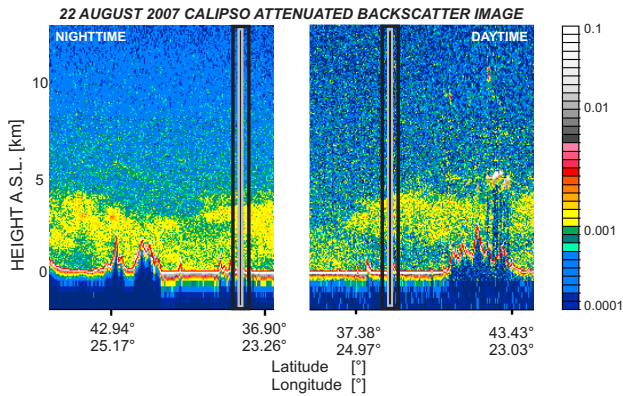 22 AUGUST 2007 CALIPSO ATTENUATED BACKSCATTER IMAGE
NIGHTTIME
DAYTIME
HEIGHT A.S.L. [km]
10
5
0
0.1
0.01
0.001
0.0001
42.94° 36.90° 37.38° 43.43°
25.17° 23.26° 24.97° 23.03°
Latitude [°]
Longitude [°]